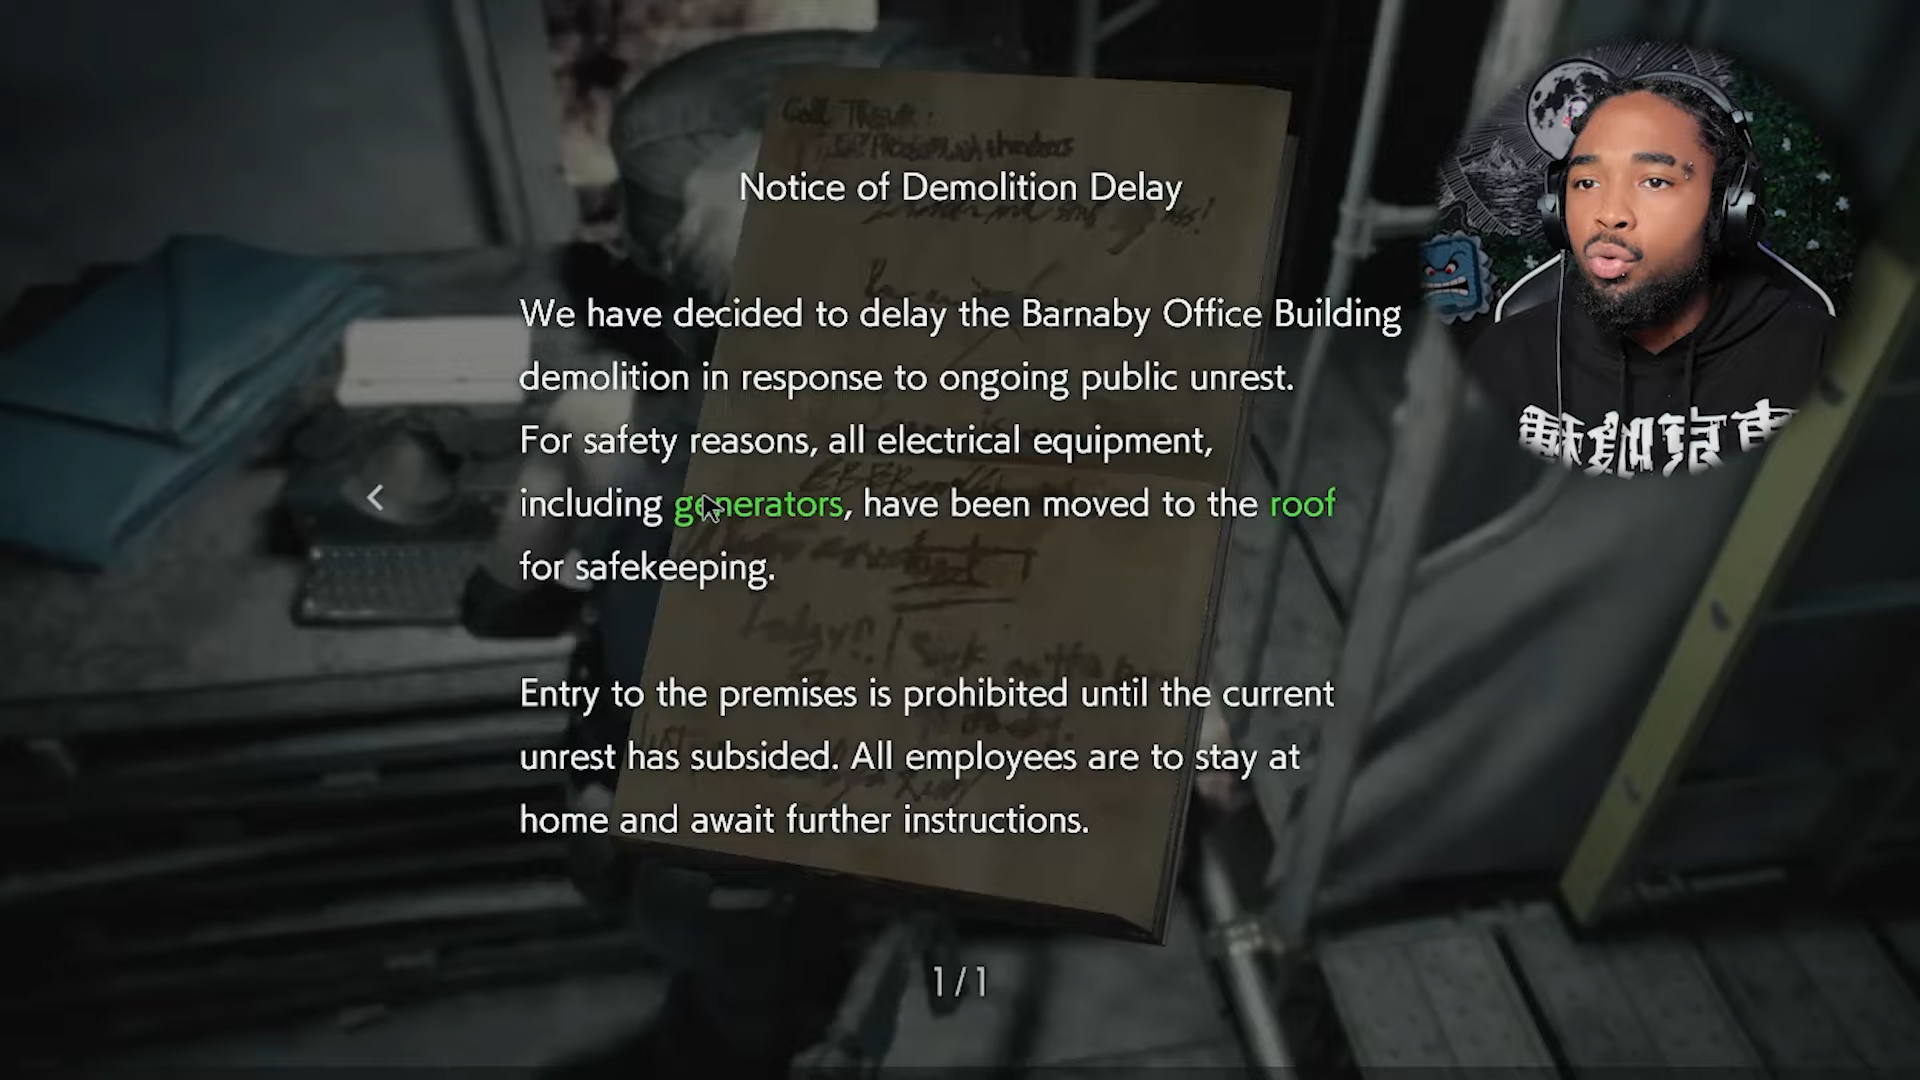 Notice of Demolition Delay
We have decided to delay the Barnaby Office Building
demolition in response to ongoing public unrest.
For safety reasons, all electrical equipment,
including generators, have been moved to the roof
for safekeeping.
Entry to the premises is prohibited until the current
unrest has subsided. All employees are to stay at
home and await further instructions.
1/1